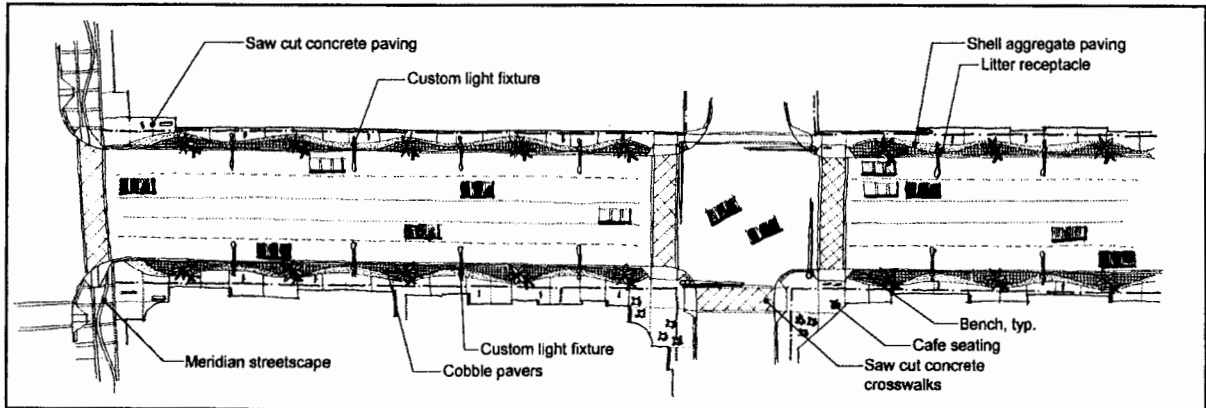 Saw cut concrete paving
Custom light fixture
Shell aggregate paving
Litter receptacle
Meridian streetscape
Custom light fixture
Cobble pavers
Bench, typ.
Cafe seating
Saw cut concrete
crosswalks